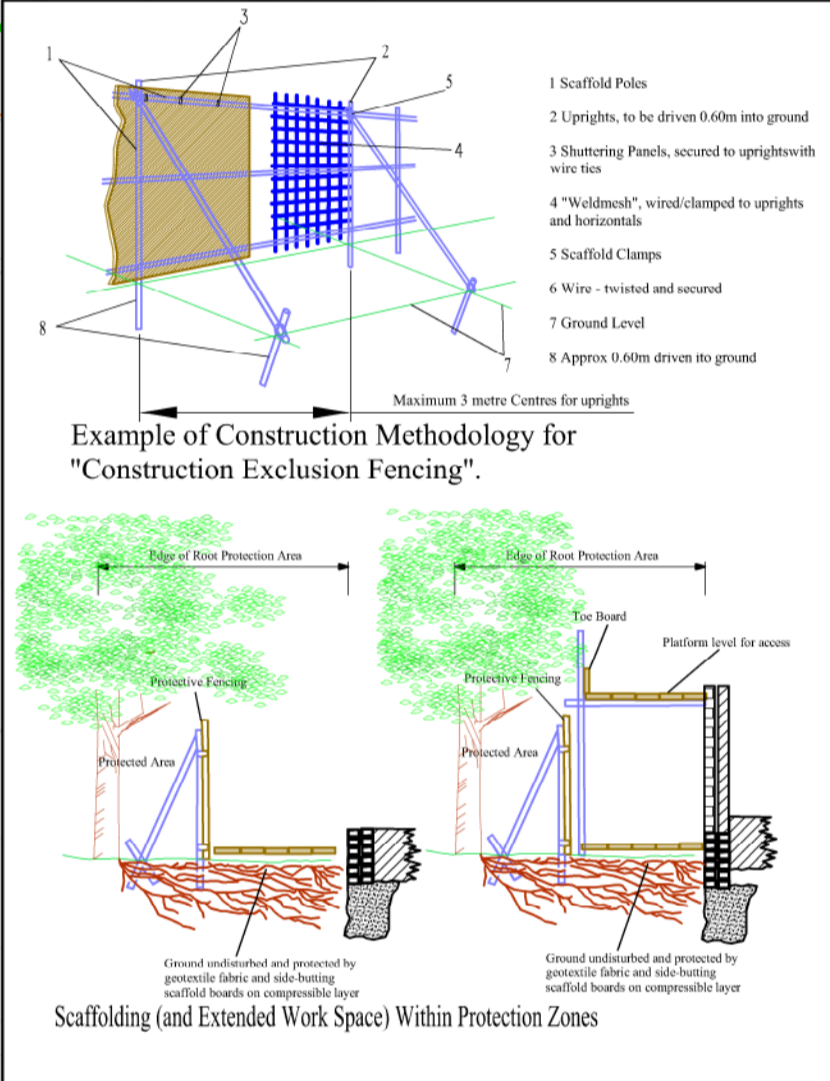 3
1
2
5
4
8
7
1 Scaffold Poles
2 Uprights, to be driven 0.60m into ground
3 Shuttering Panels, secured to uprightswith
wire ties
4 "Weldmesh", wired/clamped to uprights
and horizontals
5 Scaffold Clamps
6 Wire - twisted and secured
7 Ground Level
8 Approx 0.60m driven ito ground
Maximum 3 metre Centres for uprights
Example of Construction Methodology for
"Construction Exclusion Fencing".
Edge of Root Protection Area
Protective Fencing
Protected Area
Ground undisturbed and protected by
geotextile fabric and side-butting
scaffold boards on compressible layer
Edge of Root Protection Area
Toe Board
Platform level for access
Protective Fencing
Protected Area
Ground undisturbed and protected by
geotextile fabric and side-butting
scaffold boards on compressible layer
Scaffolding (and Extended Work Space) Within Protection Zones